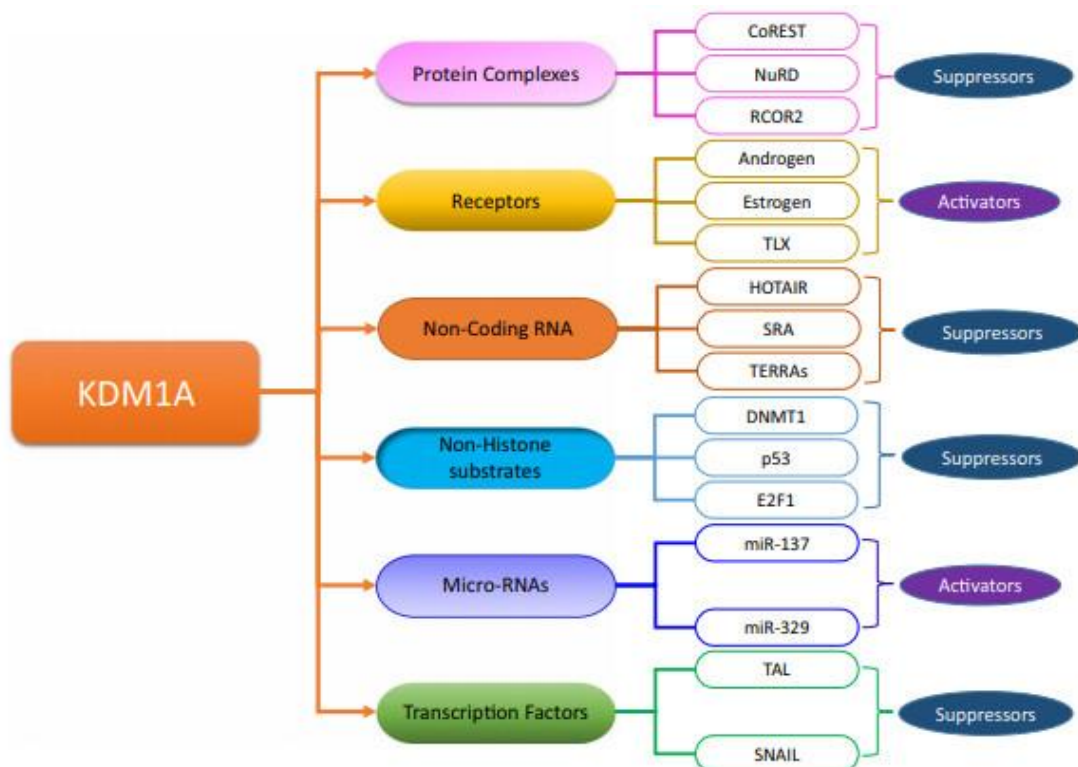 KDM1A
Protein Complexes
CoREST
NuRD
RCOR2
Suppressors
Receptors
Androgen
Estrogen
TLX
Activators
Non-Coding RNA
HOTAIR
SRA
TERRAs
Suppressors
Non-Histone
substrates
DNMT1
p53
E2F1
Suppressors
Micro-RNAs
miR-137
miR-329
Activators
Transcription Factors
TAL
SNAIL
Suppressors